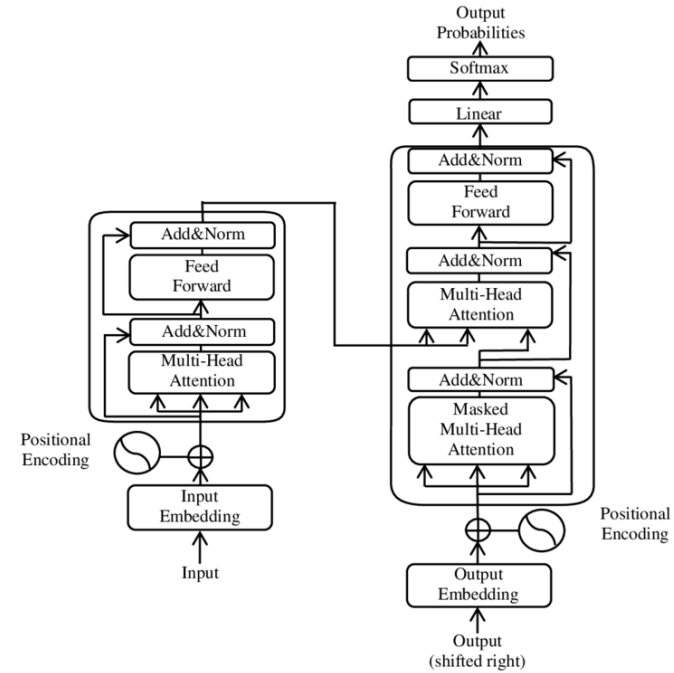 Output
Probabilities
Softmax
Linear
Add&Norm
Feed
Forward
Add&Norm
Multi-Head
Attention
Add&Norm
Masked
Multi-Head
Attention
Positional
Encoding
Output
Embedding
Output
(shifted right)
Add&Norm
Feed
Forward
Add&Norm
Multi-Head
Attention
Positional
Encoding
Input
Embedding
Input